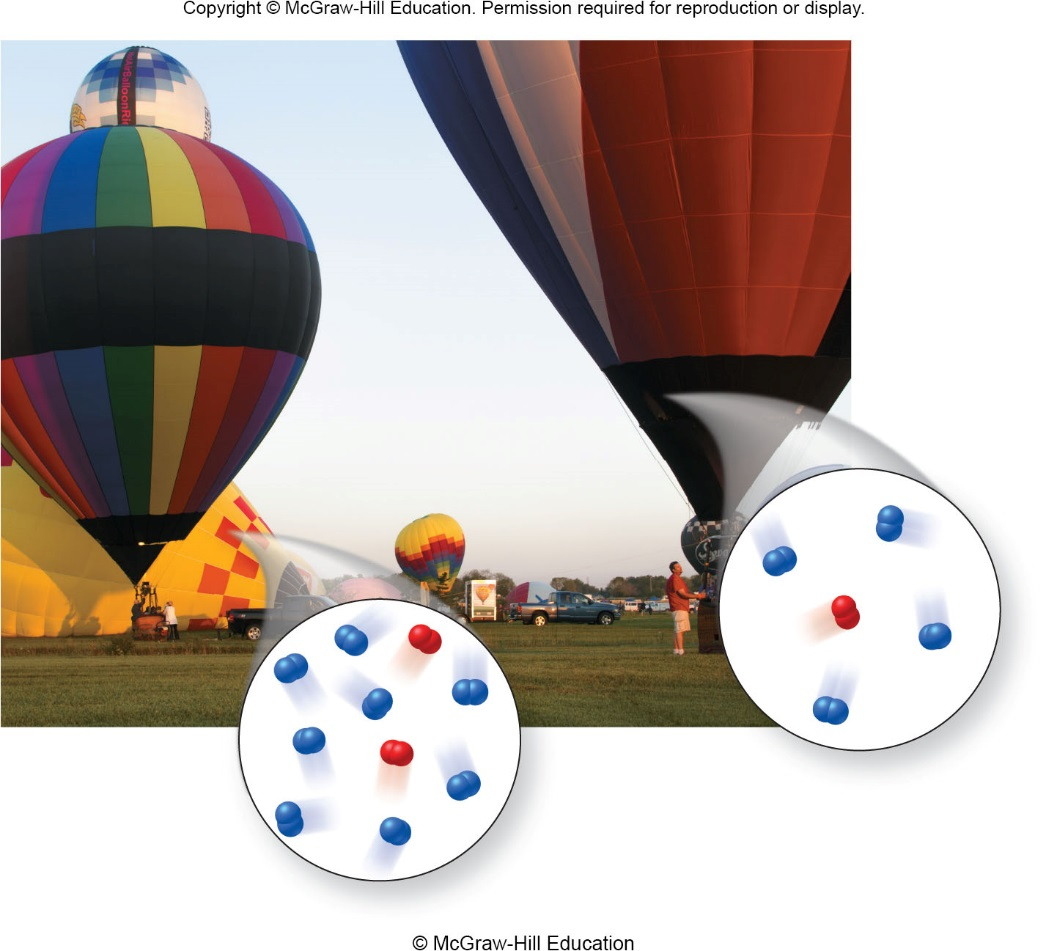 Copyright © McGraw-Hill Education. Permission required for reproduction or display.
© McGraw-Hill Education